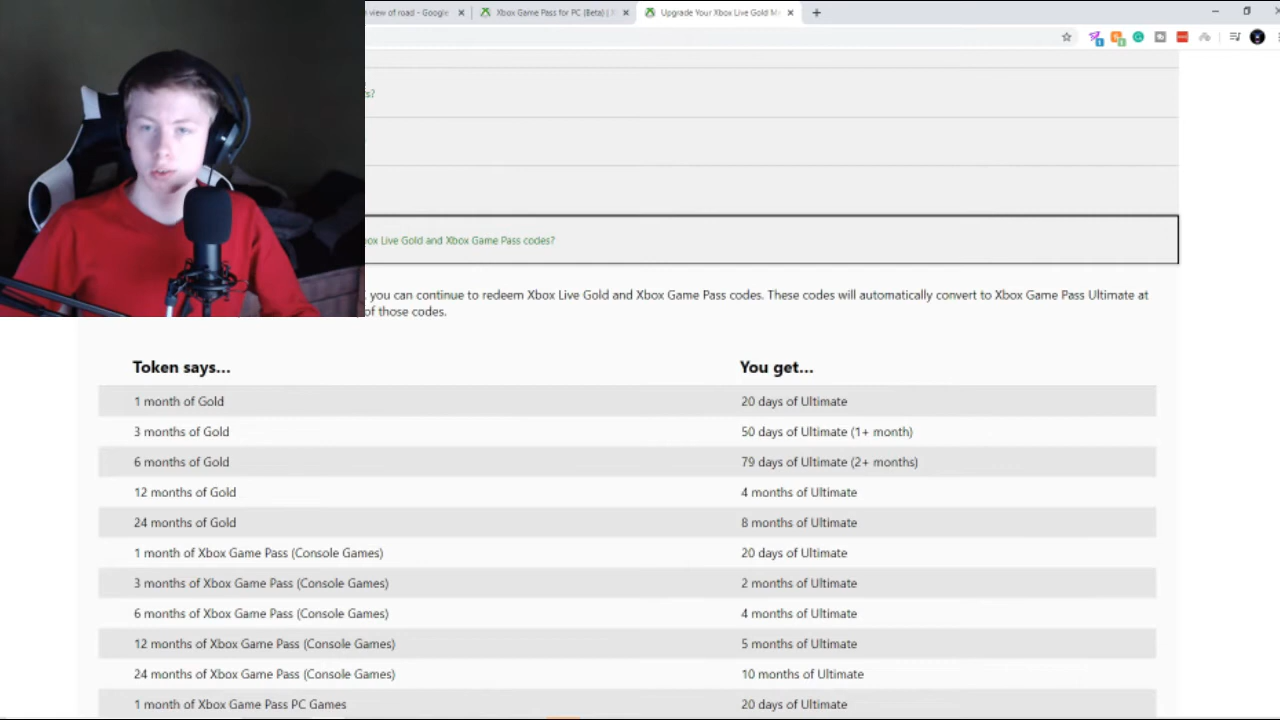 view of road - Google
Xbox Game Pass for PC (Beta) | X
Upgrade Your Xbox Live Gold Me
s?
ox Live Gold and Xbox Game Pass codes?
you can continue to redeem Xbox Live Gold and Xbox Game Pass codes. These codes will automatically convert to Xbox Game Pass Ultimate at
of those codes.
Token says... You get...
1 month of Gold 20 days of Ultimate
3 months of Gold 50 days of Ultimate (1+ month)
6 months of Gold 79 days of Ultimate (2+ months)
12 months of Gold 4 months of Ultimate
24 months of Gold 8 months of Ultimate
1 month of Xbox Game Pass (Console Games) 20 days of Ultimate
3 months of Xbox Game Pass (Console Games) 2 months of Ultimate
6 months of Xbox Game Pass (Console Games) 4 months of Ultimate
12 months of Xbox Game Pass (Console Games) 5 months of Ultimate
24 months of Xbox Game Pass (Console Games) 10 months of Ultimate
1 month of Xbox Game Pass PC Games 20 days of Ultimate